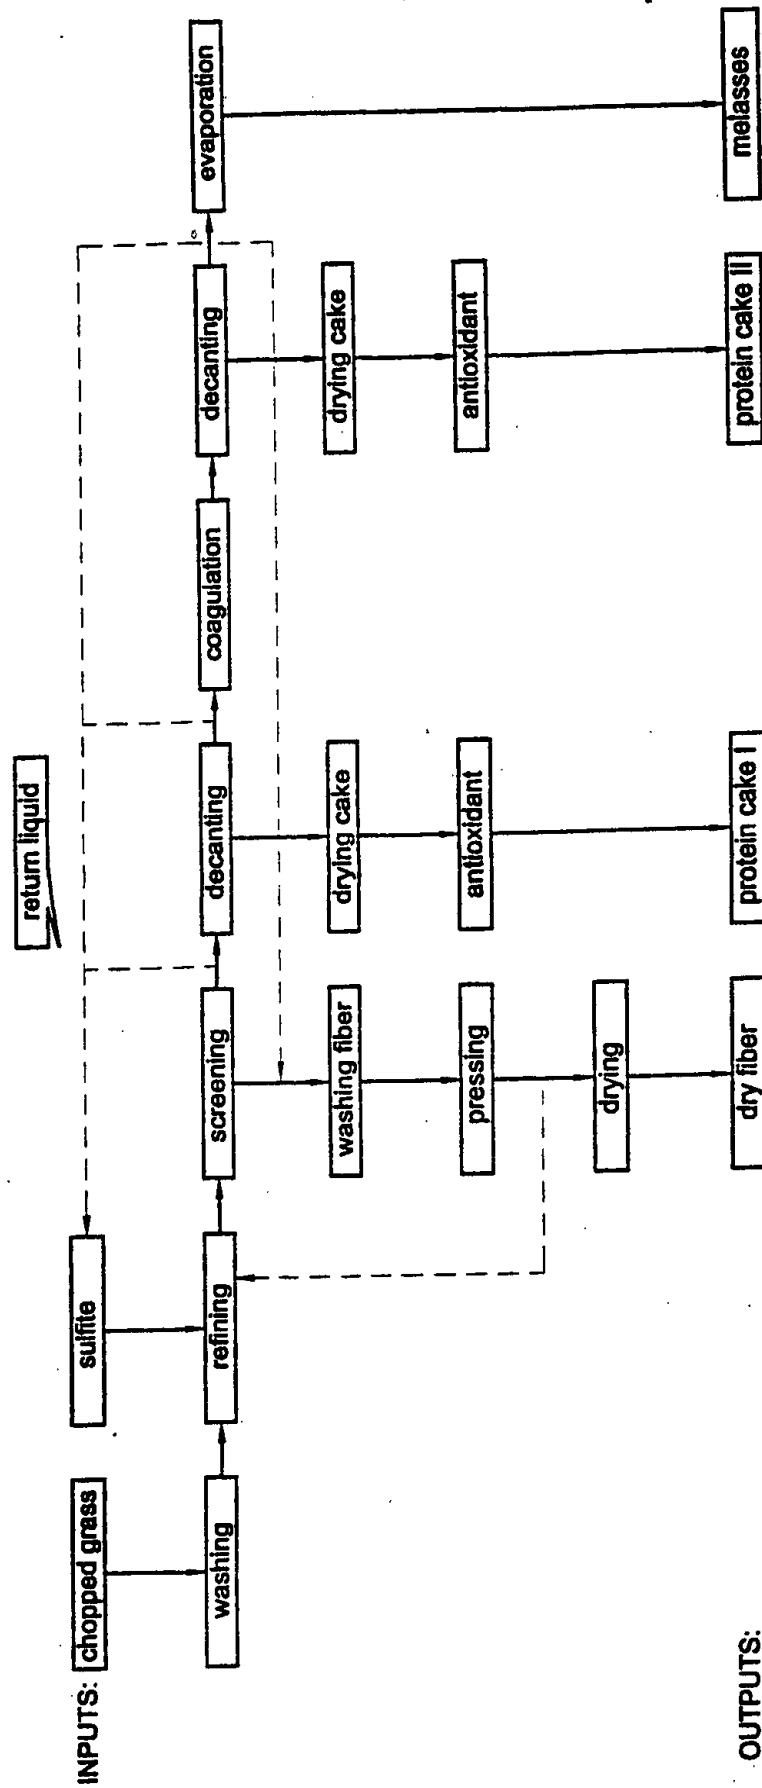 return liquid
INPUTS:
chopped grass
sulfite
washing
refining
screening
decanting
coagulation
decanting
evaporation
washing fiber
drying cake
drying cake
pressing
antioxidant
antioxidant
drying
OUTPUTS:
dry fiber
protein cake I
protein cake II
melasses